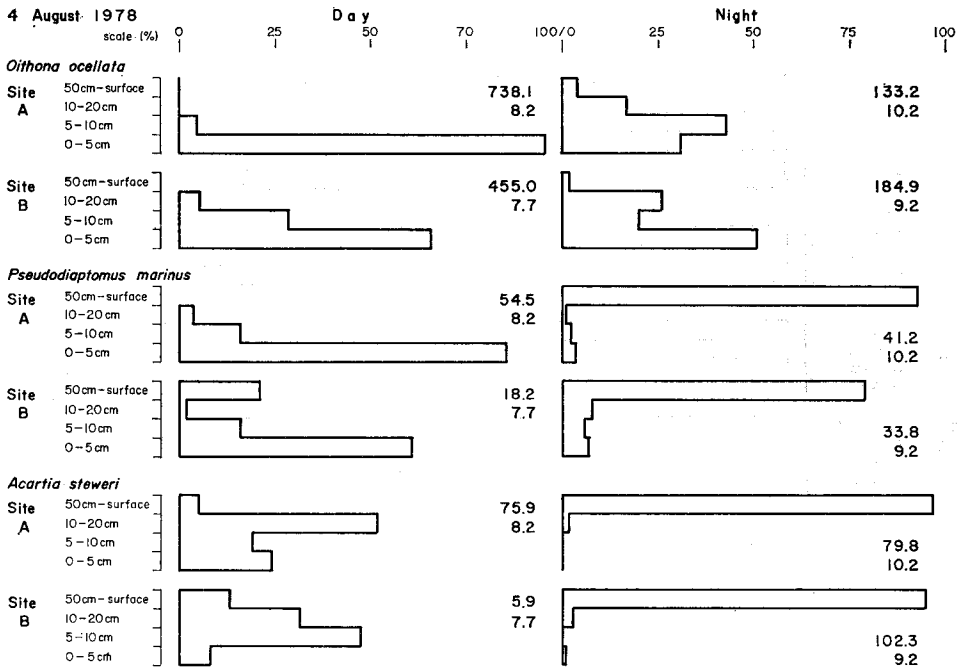 4 August 1978 Day Night
scale (%) 0 25 50 70 100/0 25 50 75 100
Oithona ocellata
Site A 50cm-surface 738.1 133.2
10-20cm 8.2 10.2
5-10cm
0-5cm
Site B 50cm-surface 455.0 184.9
10-20cm 7.7 9.2
5-10cm
0-5cm
Pseudodiaptomus marinus
Site A 50cm-surface 54.5
10-20cm 8.2
5-10cm 41.2
0-5cm 10.2
Site B 50cm-surface 18.2
10-20cm 7.7
5-10cm 33.8
0-5cm 9.2
Acartia steweri
Site A 50cm-surface 75.9
10-20cm 8.2
5-10cm 79.8
0-5cm 10.2
Site B 50cm-surface 5.9
10-20cm 7.7
5-10cm 102.3
0-5cm 9.2